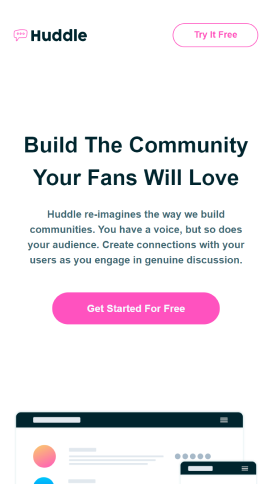 Huddle
Try It Free
Build The Community
Your Fans Will Love
Huddle re-imagines the way we build
communities. You have a voice, but so does
your audience. Create connections with your
users as you engage in genuine discussion.
Get Started For Free